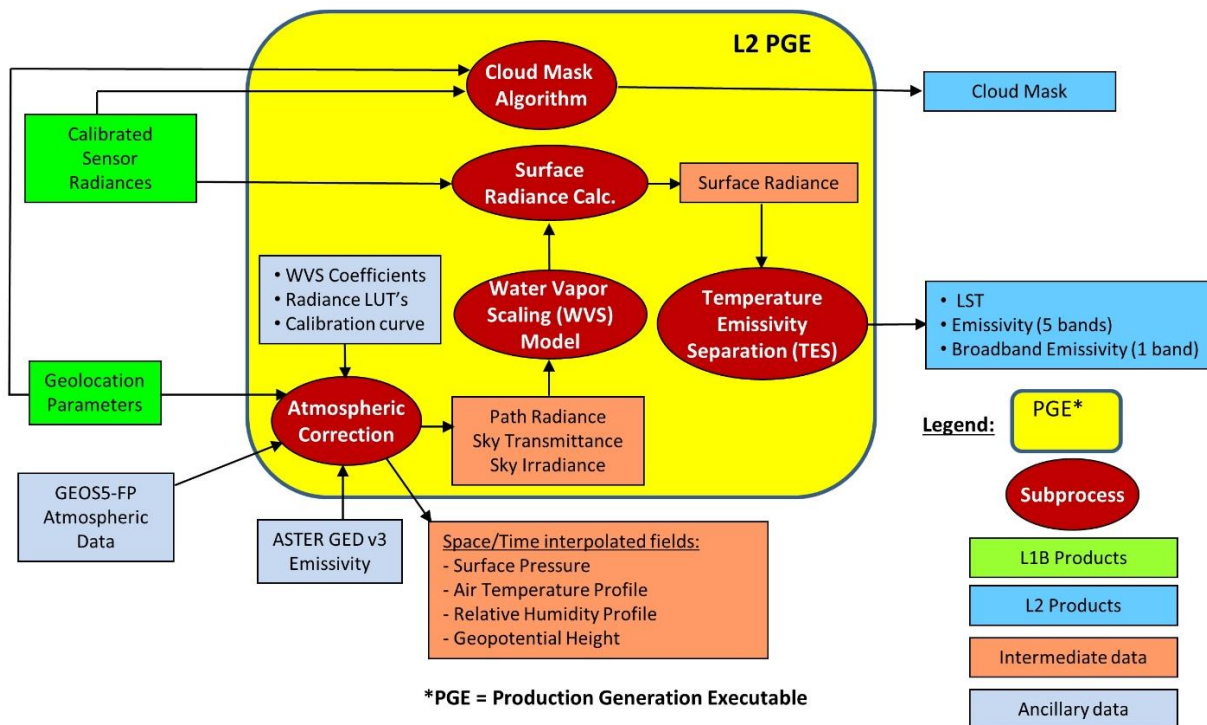 L2 PGE
Cloud Mask
Algorithm
Cloud Mask
Calibrated
Sensor
Radiances
Surface
Radiance Calc.
Surface Radiance
• WVS Coefficients
• Radiance LUT's
• Calibration curve
Water Vapor
Scaling (WVS)
Model
Temperature
Emissivity
Separation (TES)
• LST
• Emissivity (5 bands)
• Broadband Emissivity (1 band)
Geolocation
Parameters
Atmospheric
Correction
Path Radiance
Sky Transmittance
Sky Irradiance
GEOS5-FP
Atmospheric
Data
ASTER GED v3
Emissivity
Space/Time interpolated fields:
- Surface Pressure
- Air Temperature Profile
- Relative Humidity Profile
- Geopotential Height
Legend:
PGE*
Subprocess
L1B Products
L2 Products
Intermediate data
Ancillary data
*PGE = Production Generation Executable